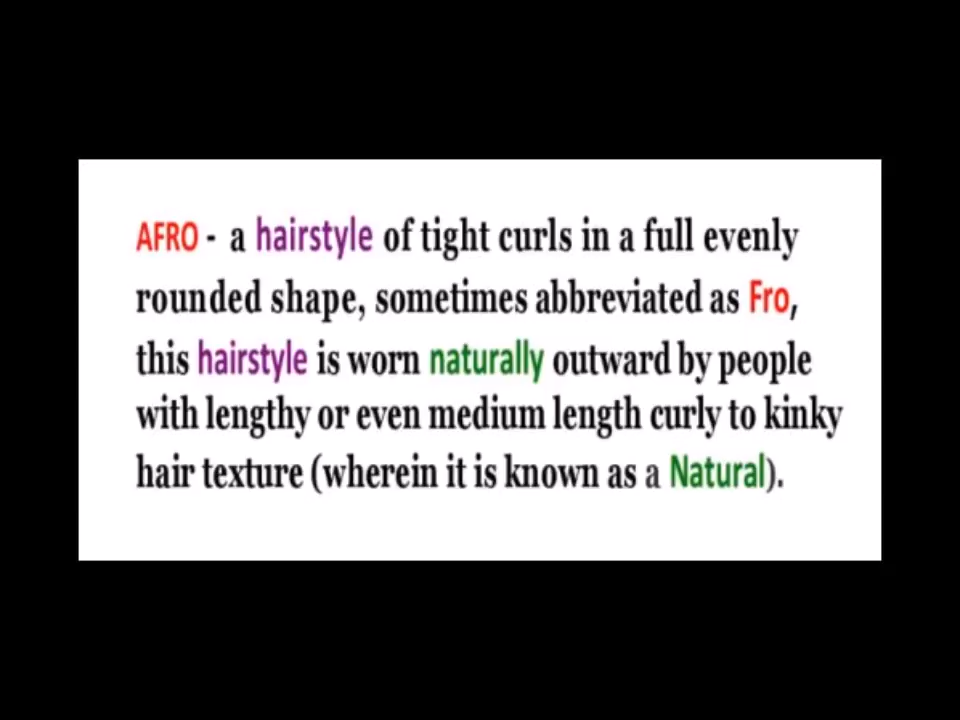 AFRO - a hairstyle of tight curls in a full evenly
rounded shape, sometimes abbreviated as Fro,
this hairstyle is worn naturally outward by people
with lengthy or even medium length curly to kinky
hair texture (wherein it is known as a Natural).